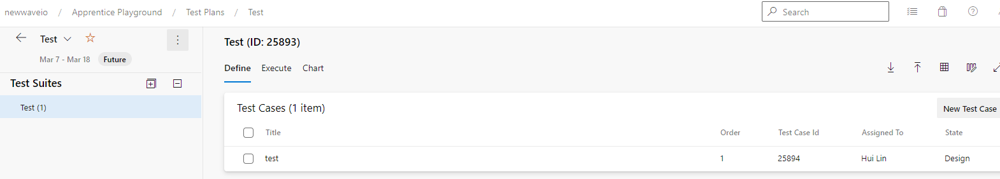 newwaveio / Apprentice Playground / Test Plans / Test
Search
Test
Mar 7 - Mar 18 Future
Test Suites
Test (1)
Test (ID: 25893)
Define Execute Chart
Test Cases (1 item)
New Test Case
Title Order Test Case Id Assigned To State
test 1 25894 Hui Lin Design